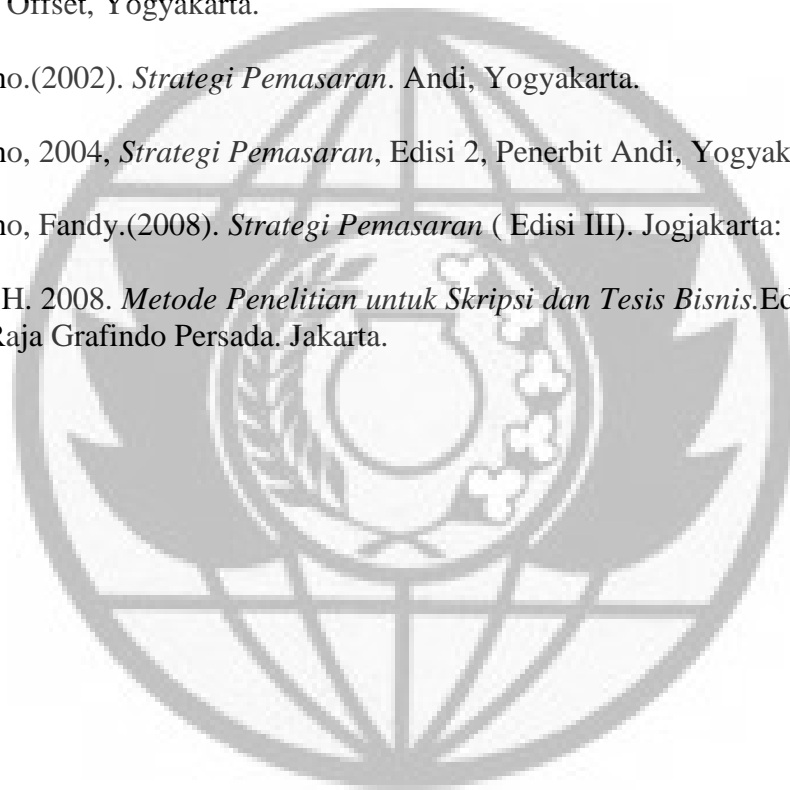 Offset, Yogyakarta.
no.(2002). Strategi Pemasaran. Andi, Yogyakarta.
no, 2004, Strategi Pemasaran, Edisi 2, Penerbit Andi, Yogyak
no, Fandy.(2008). Strategi Pemasaran ( Edisi III). Jogjakarta:
H. 2008. Metode Penelitian untuk Skripsi dan Tesis Bisnis.Ed
Raja Grafindo Persada. Jakarta.